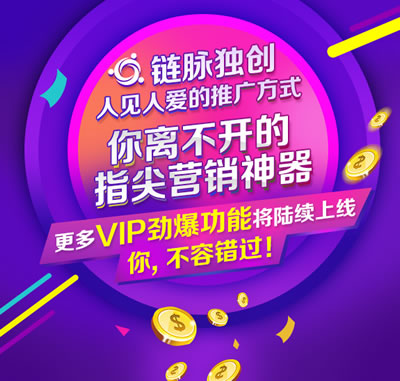 链脉独创
人见人爱的推广方式
你离不开的
指尖营销神器
更多VIP劲爆功能将陆续上线
你,不容错过!